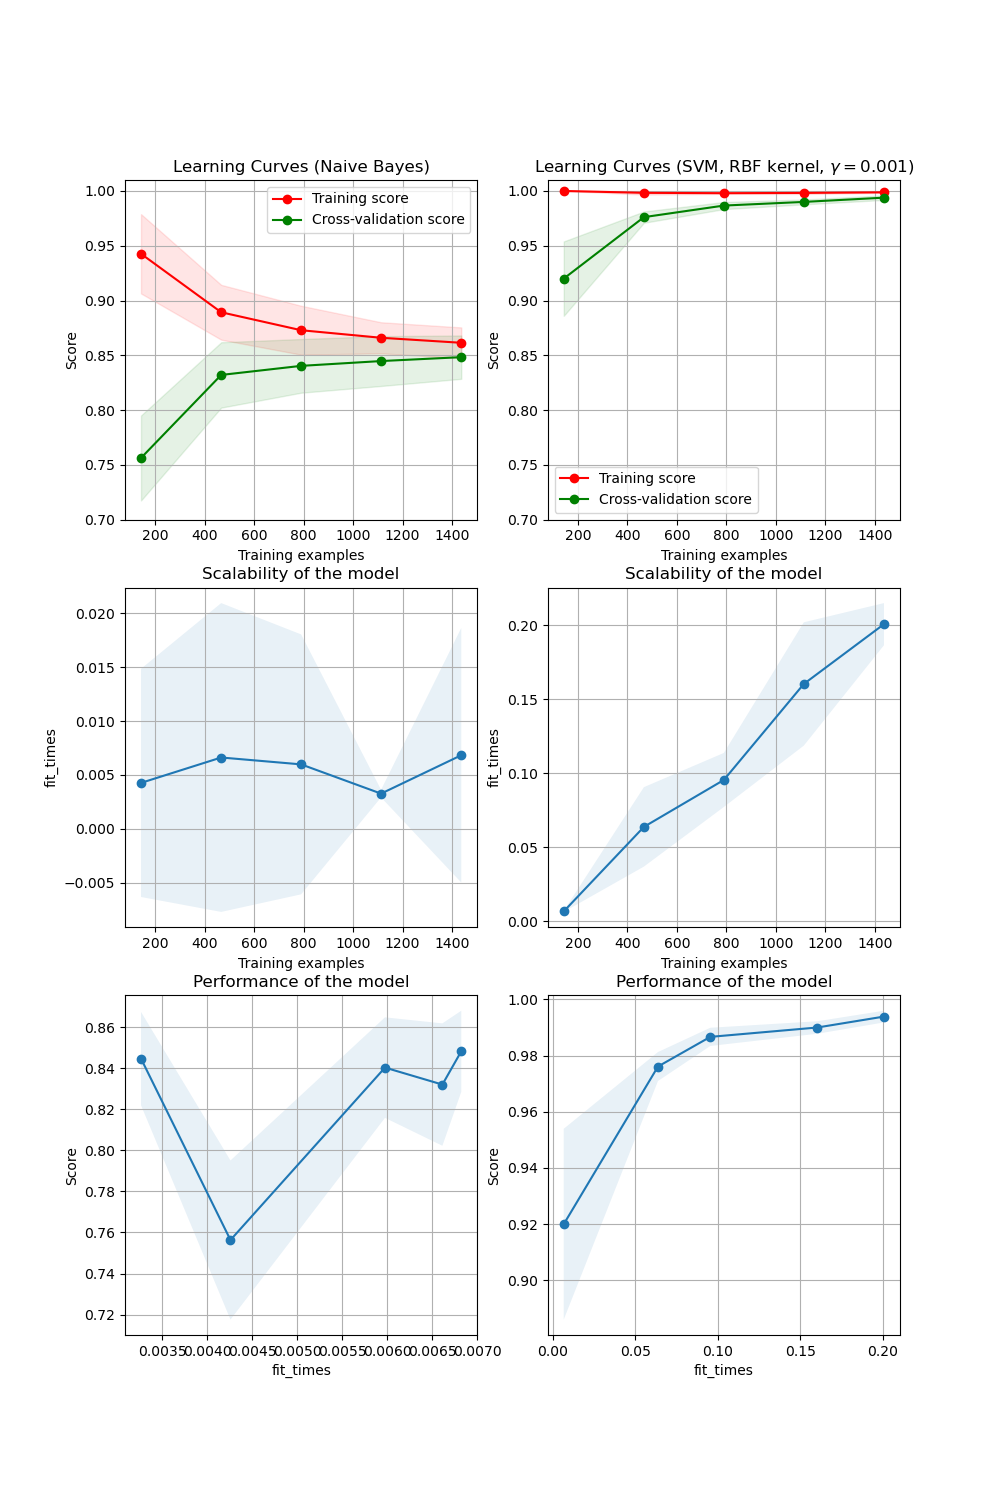 Learning Curves (Naive Bayes)
Score
1.00
0.95
0.90
0.85
0.80
0.75
0.70
Training score
Cross-validation score
200 400 600 800 1000 1200 1400
Training examples
Learning Curves (SVM, RBF kernel, γ = 0.001)
Score
1.00
0.95
0.90
0.85
0.80
0.75
0.70
Training score
Cross-validation score
200 400 600 800 1000 1200 1400
Training examples
Scalability of the model
fit_times
0.020
0.015
0.010
0.005
0.000
−0.005
200 400 600 800 1000 1200 1400
Training examples
Scalability of the model
fit_times
0.20
0.15
0.10
0.05
0.00
200 400 600 800 1000 1200 1400
Training examples
Performance of the model
Score
0.86
0.84
0.82
0.80
0.78
0.76
0.74
0.72
0.0035 0.0040 0.0045 0.0050 0.0055 0.0060 0.0065 0.0070
fit_times
Performance of the model
Score
1.00
0.98
0.96
0.94
0.92
0.90
0.00 0.05 0.10 0.15 0.20
fit_times